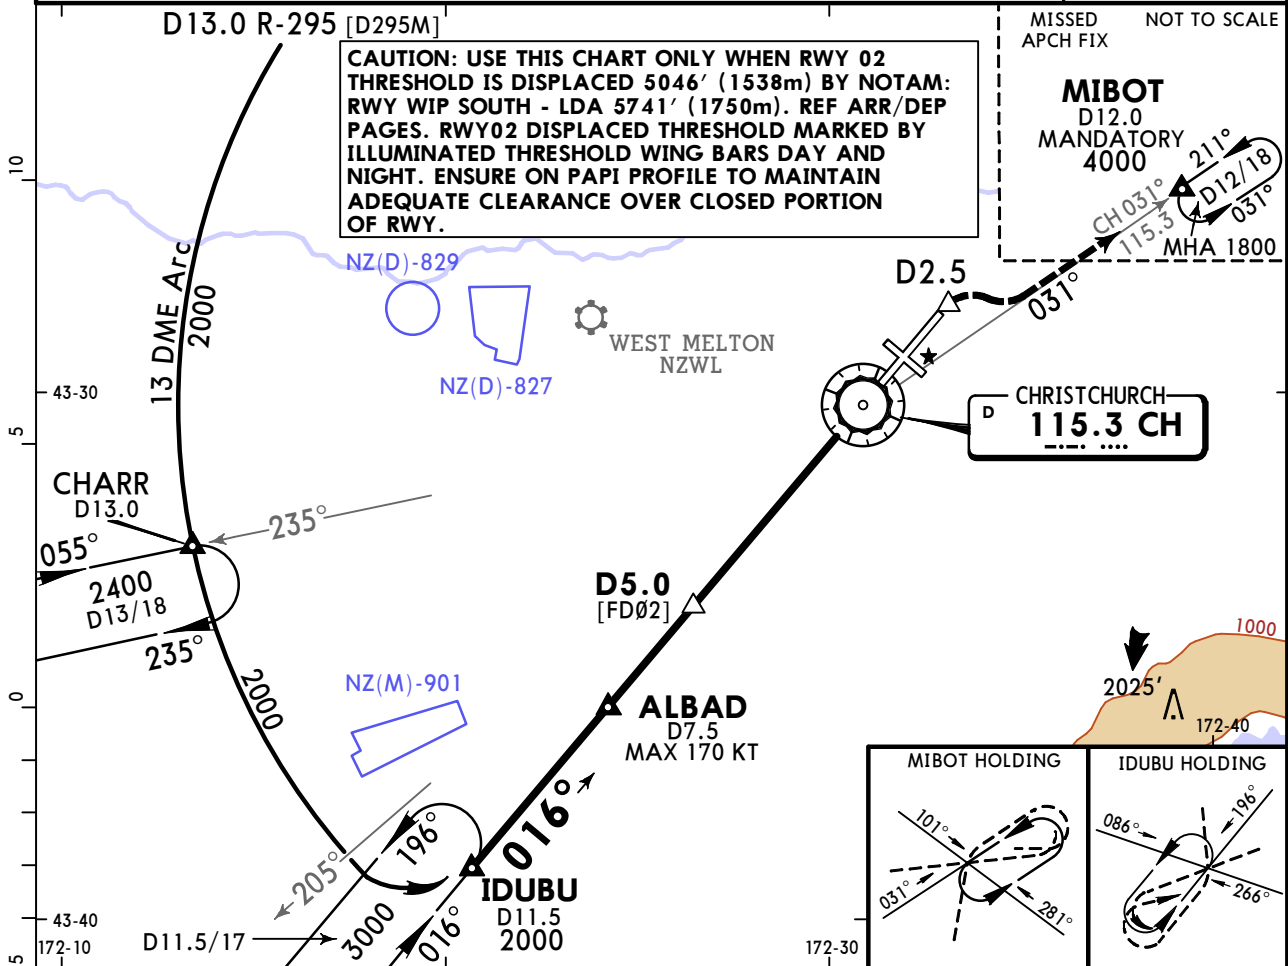 D13.0 R-295 [D295M]
CAUTION: USE THIS CHART ONLY WHEN RWY 02
THRESHOLD IS DISPLACED 5046' (1538m) BY NOTAM:
RWY WIP SOUTH - LDA 5741' (1750m). REF ARR/DEP
PAGES. RWY02 DISPLACED THRESHOLD MARKED BY
ILLUMINATED THRESHOLD WING BARS DAY AND
NIGHT. ENSURE ON PAPI PROFILE TO MAINTAIN
ADEQUATE CLEARANCE OVER CLOSED PORTION
OF RWY.
MISSED
APCH FIX
NOT TO SCALE
MIBOT
D12.0
MANDATORY
4000
211°
D12/18
031°
CH 031°
115.3
MHA 1800
10
13 DME Arc
2000
NZ(D)-829
NZ(D)-827
WEST MELTON
NZWL
D2.5
031°
43-30
5
CHRISTCHURCH
D
115.3 CH
CHARR
D13.0
235°
055°
2400
D13/18
235°
D5.0
[FDØ2]
1000
2025'
172-40
2000
NZ(M)-901
0
ALBAD
D7.5
MAX 170 KT
016°
196°
205°
IDUBU
D11.5
2000
D11.5/17
3000
016°
43-40
172-10
172-30
5
MIBOT HOLDING
101°
031°
281°
IDUBU HOLDING
086°
196°
266°